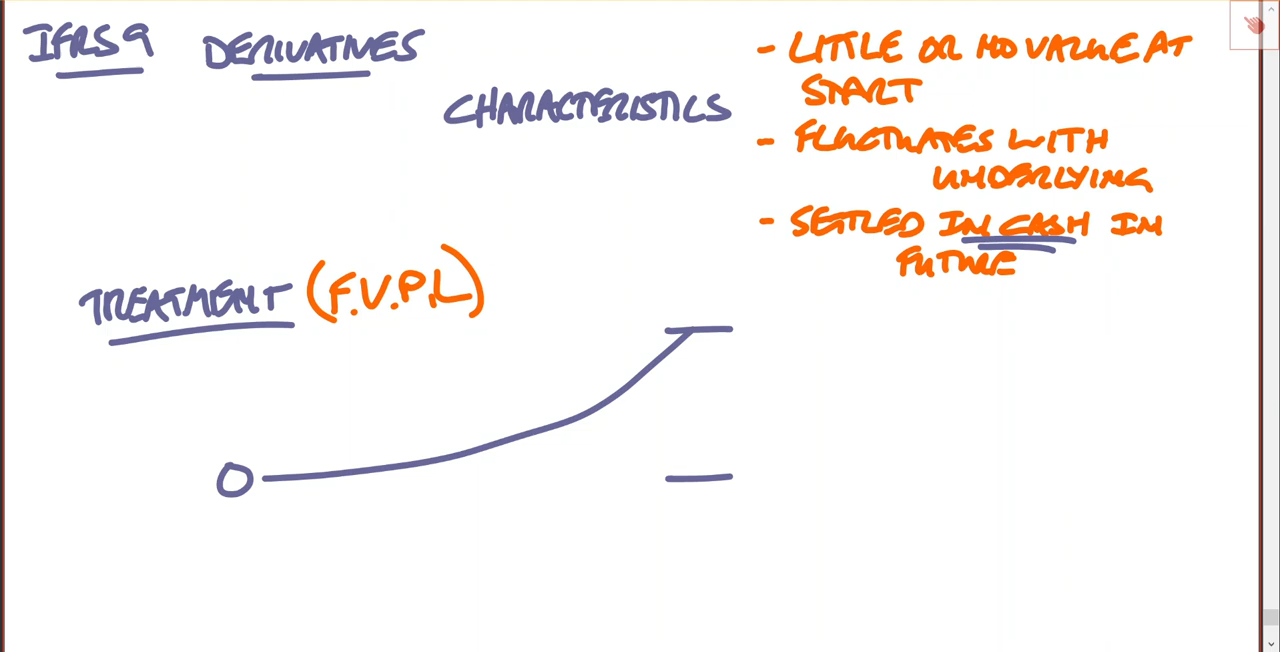 IFRS 9 DERIVATIVES
CHARACTERISTICS
- LITTLE OR NO VALUE AT
START
- FLUCTUATES WITH
UNDERLYING
- SETTLED IN CASH IN
FUTURE
TREATMENT (F.V.P.L)
O